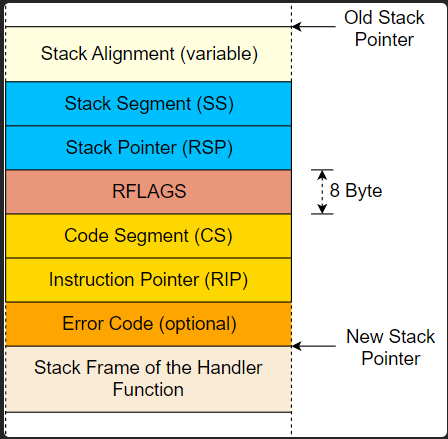 Old Stack
Pointer
Stack Alignment (variable)
Stack Segment (SS)
Stack Pointer (RSP)
RFLAGS
8 Byte
Code Segment (CS)
Instruction Pointer (RIP)
Error Code (optional)
New Stack
Pointer
Stack Frame of the Handler
Function